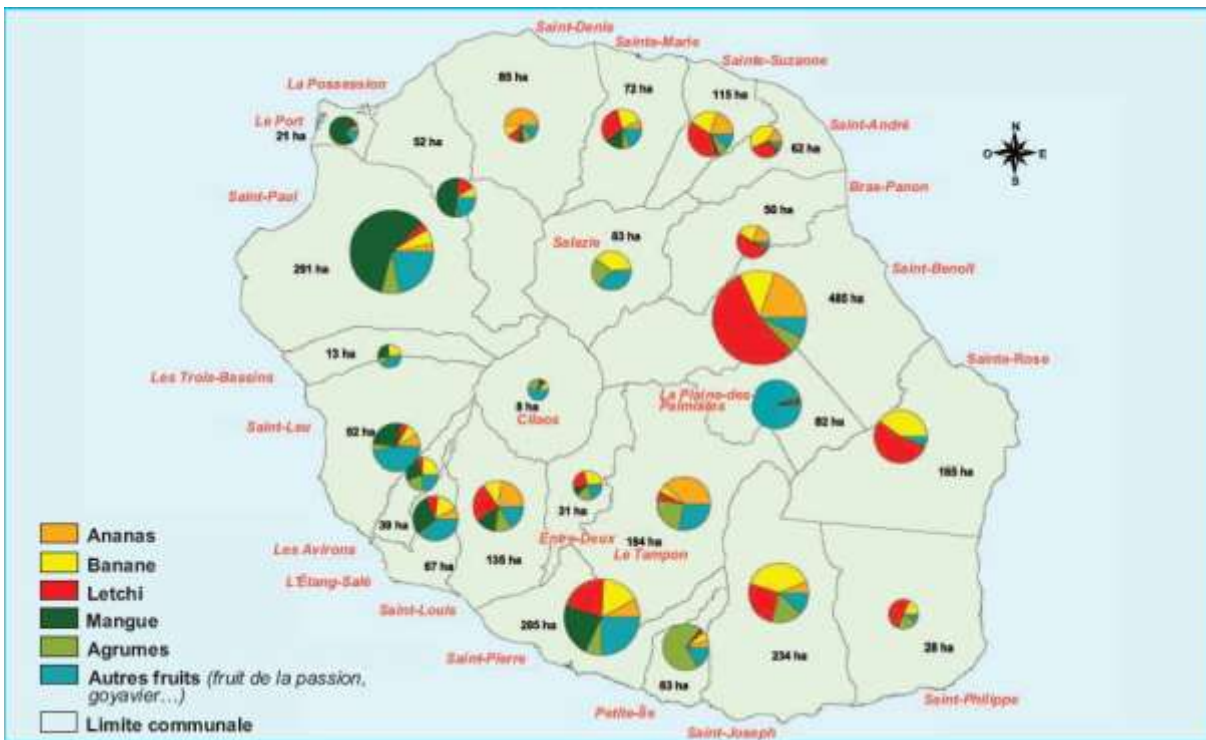 Saint-Denis
Sainte-Marie
Sainte-Suzanne
85 ha
72 ha
115 ha
La Possession
Le Port
21 ha
52 ha
62 ha
Saint-André
N
O
E
S
Saint-Paul
Bras-Panon
50 ha
Salazie
63 ha
291 ha
Saint-Benoît
485 ha
13 ha
Les Trois-Bassins
Sainte-Rose
8 ha
Cilaos
La Plaine-des-
Palmistes
82 ha
Saint-Leu
92 ha
165 ha
39 ha
31 ha
Entre-Deux
184 ha
Le Tampon
Les Avirons
67 ha
135 ha
L'Étang-Salé
Saint-Louis
285 ha
Saint-Pierre
63 ha
234 ha
28 ha
Petite-Île
Saint-Joseph
Saint-Philippe
Ananas
Banane
Letchi
Mangue
Agrumes
Autres fruits (fruit de la passion,
goyavier…)
Limite communale